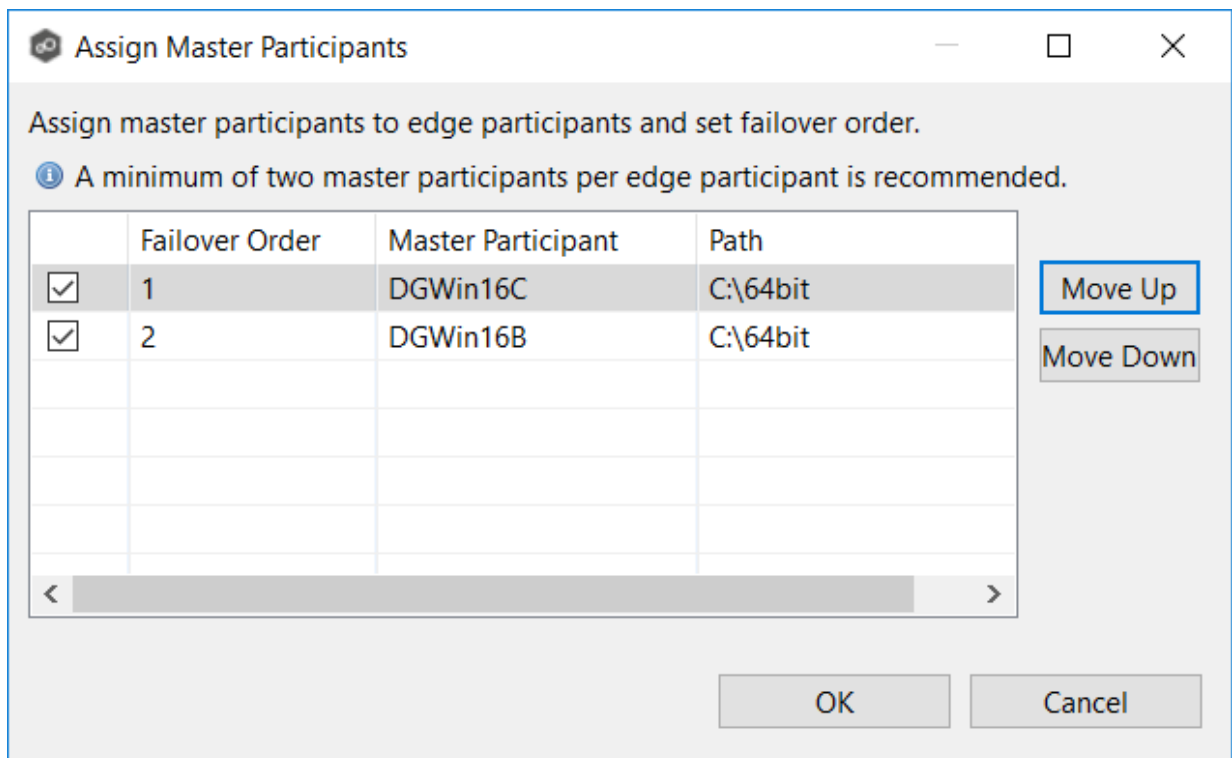 Assign Master Participants
Assign master participants to edge participants and set failover order.
A minimum of two master participants per edge participant is recommended.
Failover Order Master Participant Path
1 DGWin16C C:\64bit
2 DGWin16B C:\64bit
Move Up
Move Down
OK Cancel